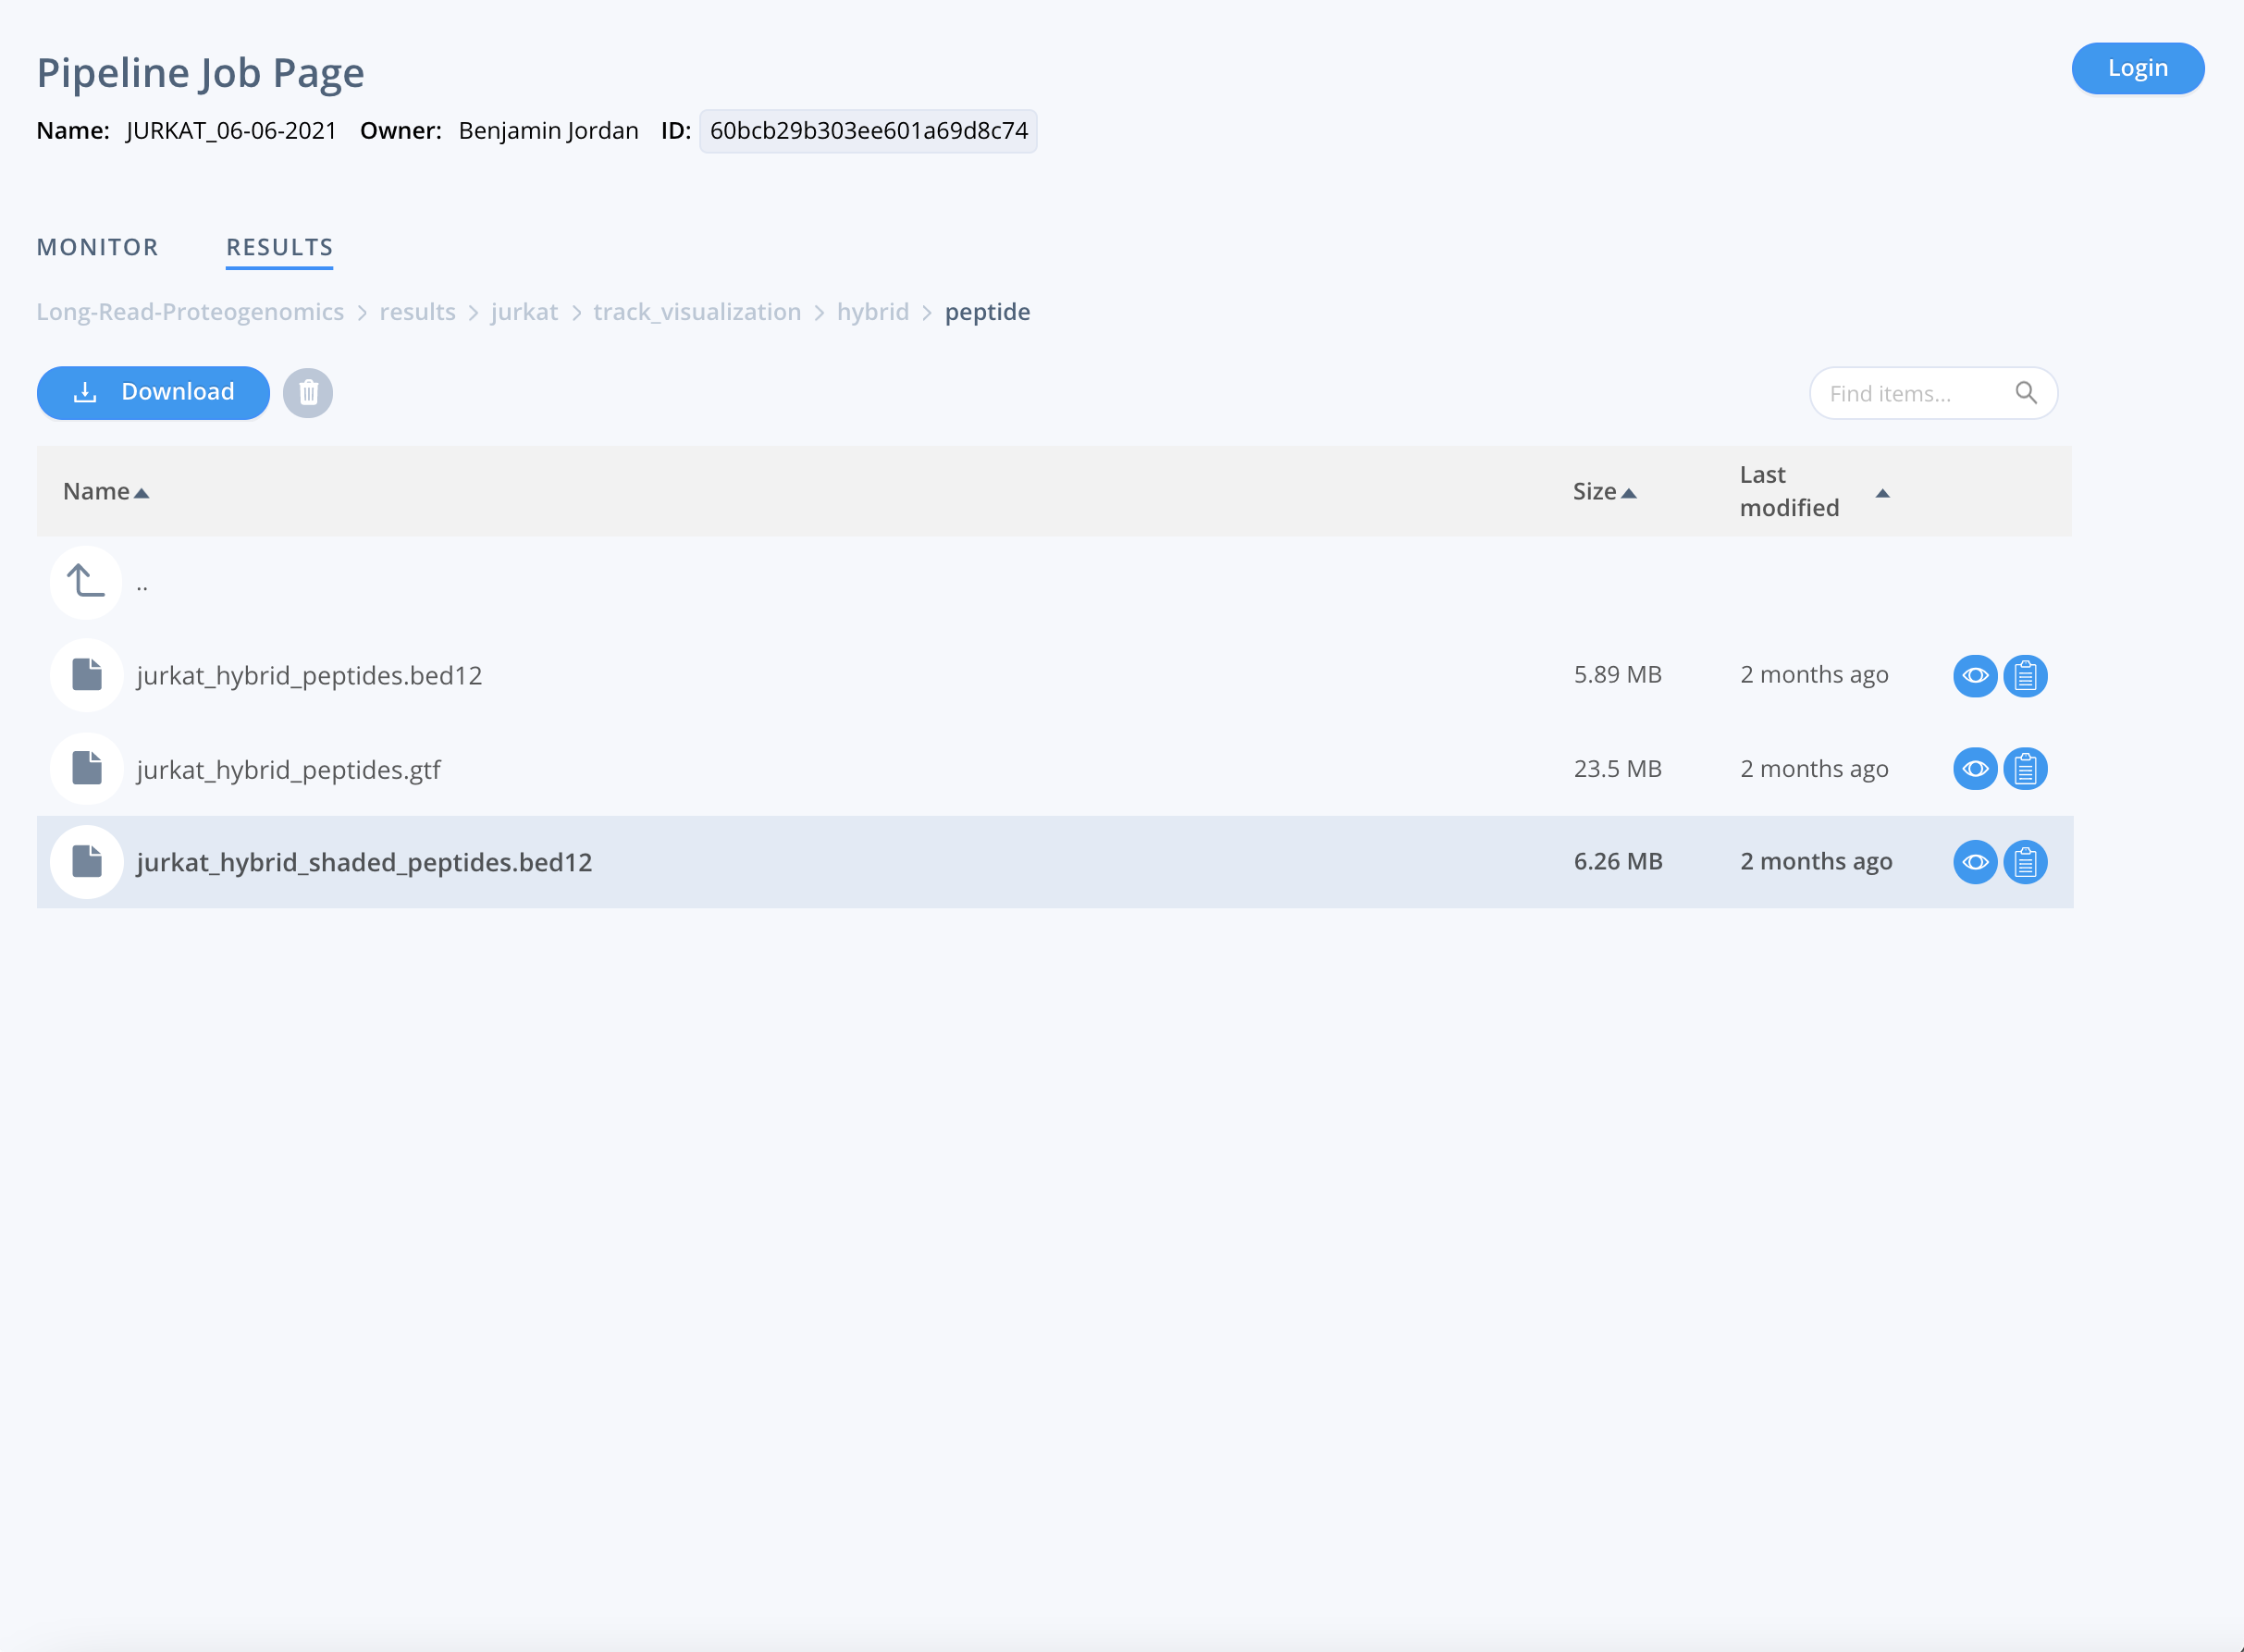 Pipeline Job Page
Login
Name: JURKAT_06-06-2021 Owner: Benjamin Jordan ID: 60bcb29b303ee601a69d8c74
MONITOR RESULTS
Long-Read-Proteogenomics > results > jurkat > track_visualization > hybrid > peptide
Download
Find items...
Name Size Last modified
..
jurkat_hybrid_peptides.bed12 5.89 MB 2 months ago
jurkat_hybrid_peptides.gtf 23.5 MB 2 months ago
jurkat_hybrid_shaded_peptides.bed12 6.26 MB 2 months ago